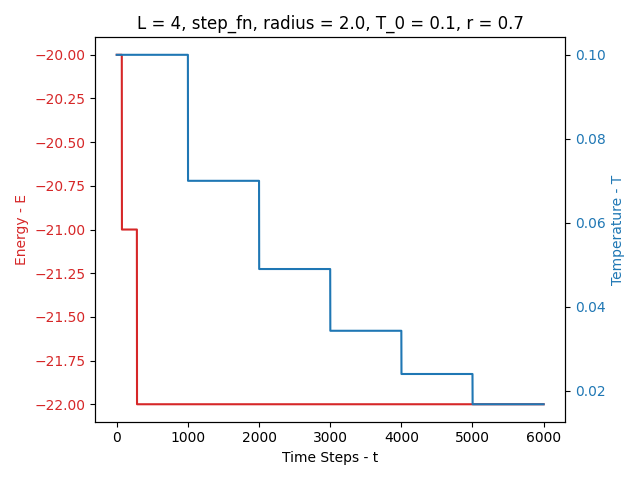 L = 4, step_fn, radius = 2.0, T_0 = 0.1, r = 0.7
−20.00
−20.25
−20.50
−20.75
−21.00
−21.25
−21.50
−21.75
−22.00
Energy - E
0.10
0.08
0.06
0.04
0.02
Temperature - T
0 1000 2000 3000 4000 5000 6000
Time Steps - t